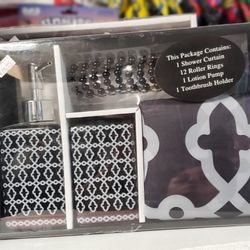 This Package Contains:
1 Shower Curtain
12 Roller Rings
1 Lotion Pump
1 Toothbrush Holder